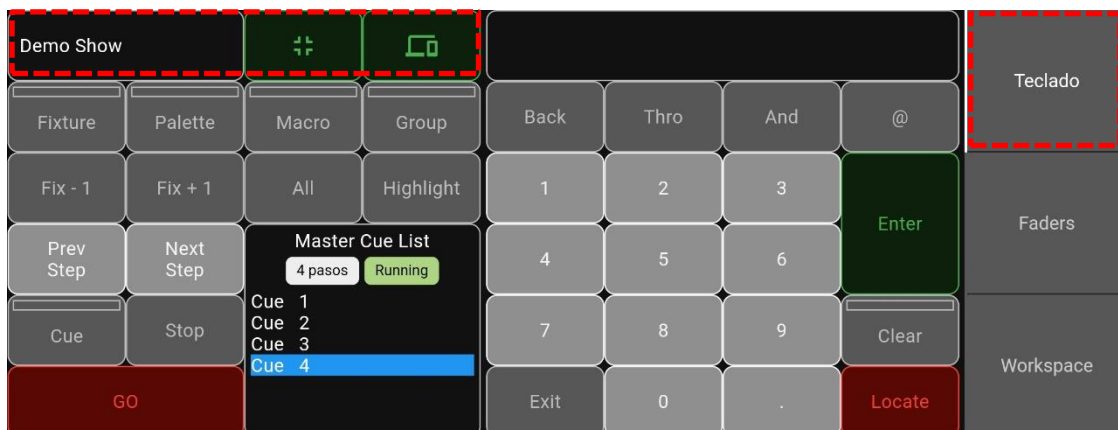 Demo Show
Teclado
Fixture Palette Macro Group Back Thro And @
Fix - 1 Fix + 1 All Highlight 1 2 3
Enter
Faders
Prev
Step
Next
Step
Master Cue List
4 pasos Running
4 5 6
Cue 1
Cue 2
Cue 3
Cue 4
Cue Stop 7 8 9 Clear
Workspace
GO Exit 0 . Locate